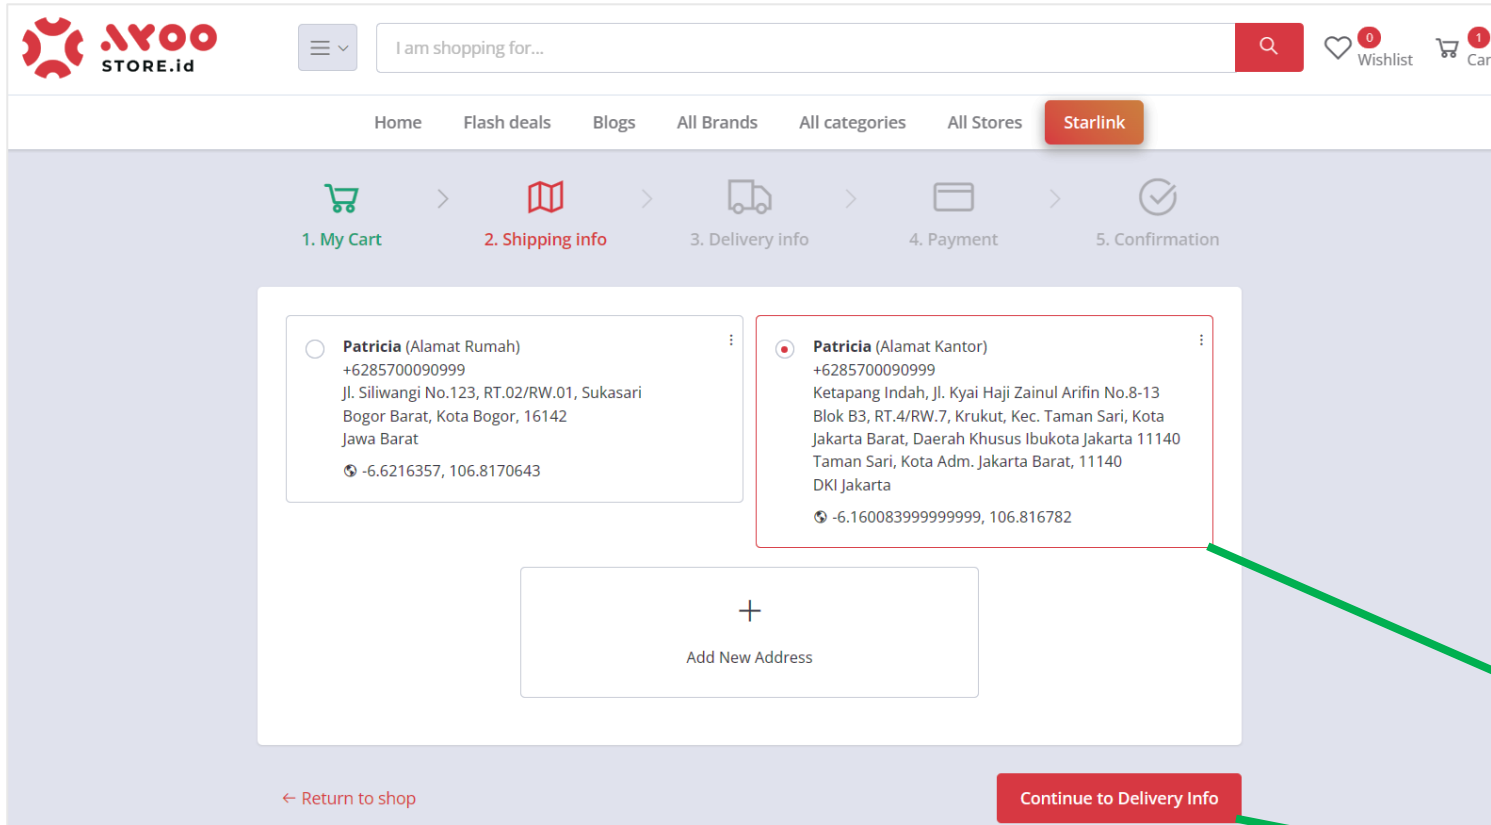 AYOO
STORE.id
I am shopping for...
0
Wishlist
1
Home Flash deals Blogs All Brands All categories All Stores Starlink
1. My Cart 2. Shipping info 3. Delivery info 4. Payment 5. Confirmation
Patricia (Alamat Rumah)
+6285700090999
Jl. Siliwangi No.123, RT.02/RW.01, Sukasari
Bogor Barat, Kota Bogor, 16142
Jawa Barat
-6.6216357, 106.8170643
Patricia (Alamat Kantor)
+6285700090999
Ketapang Indah, Jl. Kyai Haji Zainul Arifin No.8-13
Blok B3, RT.4/RW.7, Krukut, Kec. Taman Sari, Kota
Jakarta Barat, Daerah Khusus Ibukota Jakarta 11140
Taman Sari, Kota Adm. Jakarta Barat, 11140
DKI Jakarta
-6.160083999999999, 106.816782
Add New Address
← Return to shop
Continue to Delivery Info